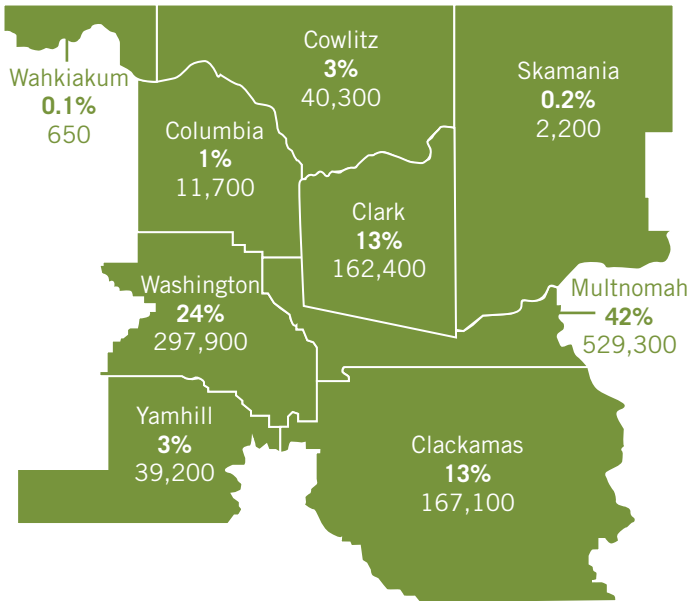 Wahkiakum
0.1%
650
Cowlitz
3%
40,300
Skamania
0.2%
2,200
Columbia
1%
11,700
Clark
13%
162,400
Washington
24%
297,900
Multnomah
42%
529,300
Yamhill
3%
39,200
Clackamas
13%
167,100